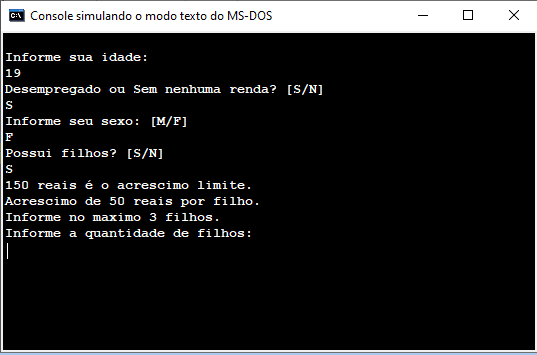 Console simulando o modo texto do MS-DOS
Informe sua idade:
19
Desempregado ou Sem nenhuma renda? [S/N]
S
Informe seu sexo: [M/F]
F
Possui filhos? [S/N]
S
150 reais é o acrescimo limite.
Acrescimo de 50 reais por filho.
Informe no maximo 3 filhos.
Informe a quantidade de filhos: